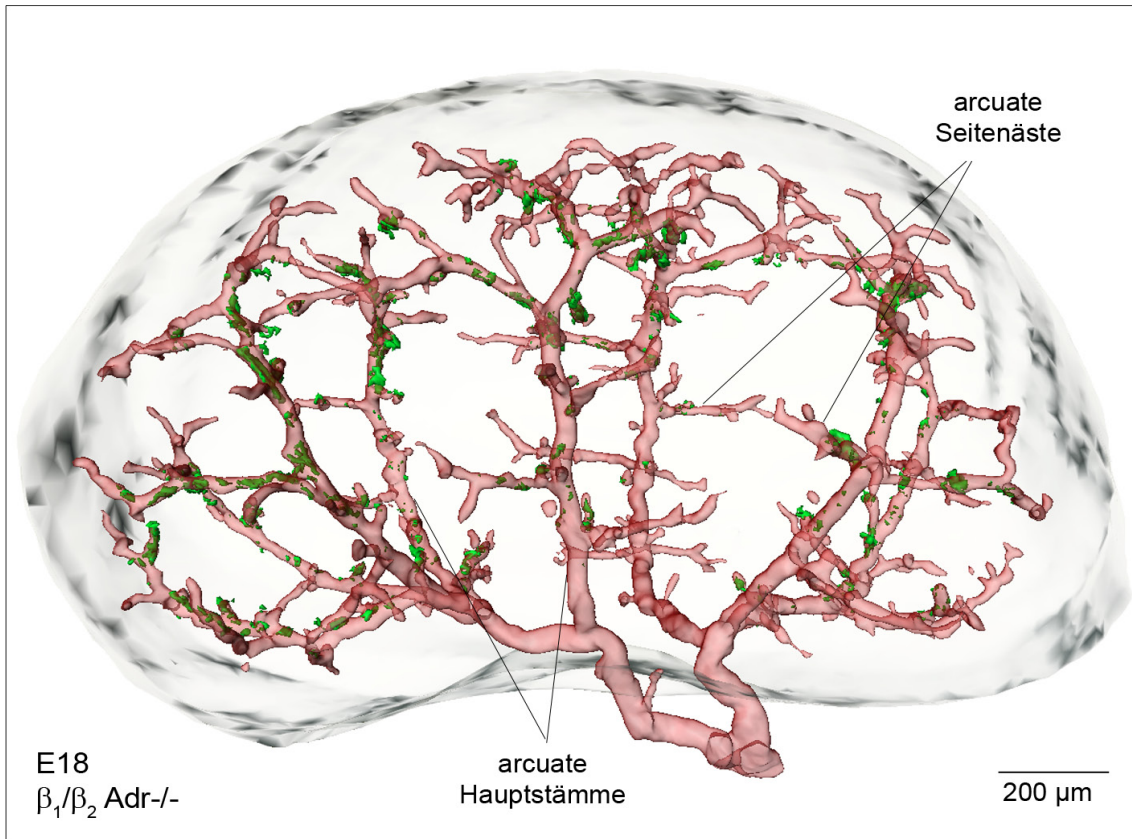 arcuate
Seitenäste
arcuate
Hauptstämme
E18
β₁/β₂ Adr-/-
200 µm